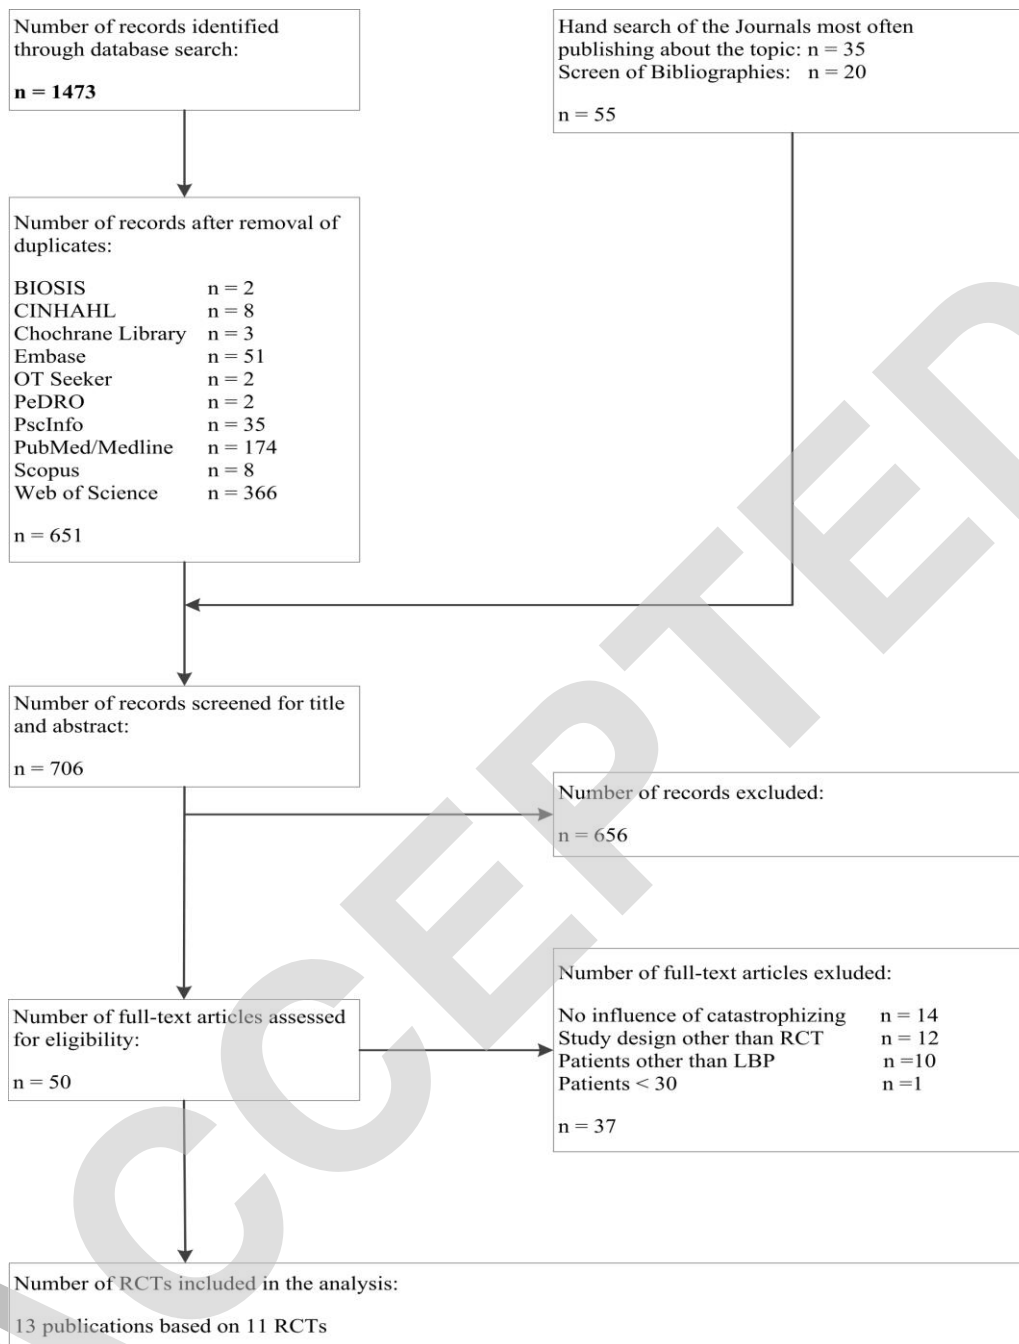 Number of records identified
through database search:
n = 1473
Hand search of the Journals most often
publishing about the topic: n = 35
Screen of Bibliographies: n = 20
n = 55
Number of records after removal of
duplicates:
BIOSIS n = 2
CINHAHL n = 8
Chochrane Library n = 3
Embase n = 51
OT Seeker n = 2
PeDRO n = 2
PscInfo n = 35
PubMed/Medline n = 174
Scopus n = 8
Web of Science n = 366
n = 651
Number of records screened for title
and abstract:
n = 706
Number of records excluded:
n = 656
Number of full-text articles assessed
for eligibility:
n = 50
Number of full-text articles exluded:
No influence of catastrophizing n = 14
Study design other than RCT n = 12
Patients other than LBP n =10
Patients < 30 n =1
n = 37
Number of RCTs included in the analysis:
13 publications based on 11 RCTs
ACCEPTED